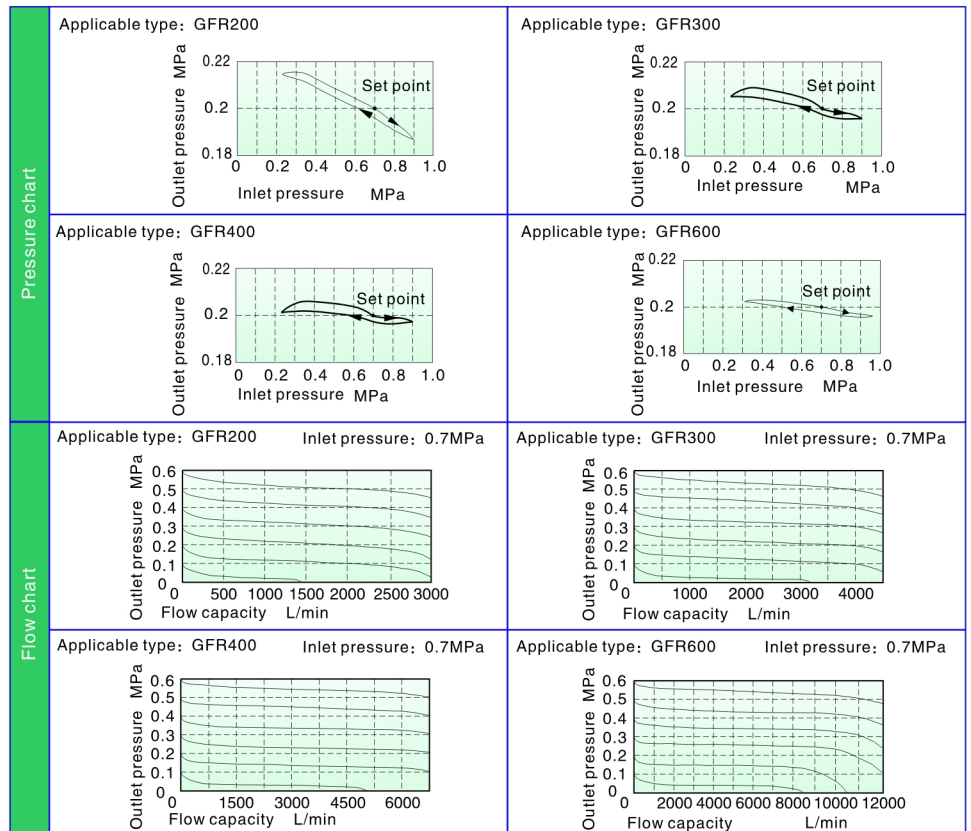 Pressure chart
Applicable type: GFR200
Outlet pressure MPa
0.22
0.2
0.18
Set point
0 0.2 0.4 0.6 0.8 1.0
Inlet pressure MPa
Applicable type: GFR300
Outlet pressure MPa
0.22
0.2
0.18
Set point
0 0.2 0.4 0.6 0.8 1.0
Inlet pressure MPa
Applicable type: GFR400
Outlet pressure MPa
0.22
0.2
0.18
Set point
0 0.2 0.4 0.6 0.8 1.0
Inlet pressure MPa
Applicable type: GFR600
Outlet pressure MPa
0.22
0.2
0.18
Set point
0 0.2 0.4 0.6 0.8 1.0
Inlet pressure MPa
Flow chart
Applicable type: GFR200 Inlet pressure: 0.7MPa
Outlet pressure MPa
0.6
0.5
0.4
0.3
0.2
0.1
0
0 500 1000 1500 2000 2500 3000
Flow capacity L/min
Applicable type: GFR300 Inlet pressure: 0.7MPa
Outlet pressure MPa
0.6
0.5
0.4
0.3
0.2
0.1
0
0 1000 2000 3000 4000
Flow capacity L/min
Applicable type: GFR400 Inlet pressure: 0.7MPa
Outlet pressure MPa
0.6
0.5
0.4
0.3
0.2
0.1
0
0 1500 3000 4500 6000
Flow capacity L/min
Applicable type: GFR600 Inlet pressure: 0.7MPa
Outlet pressure MPa
0.6
0.5
0.4
0.3
0.2
0.1
0
0 2000 4000 6000 8000 10000 12000
Flow capacity L/min